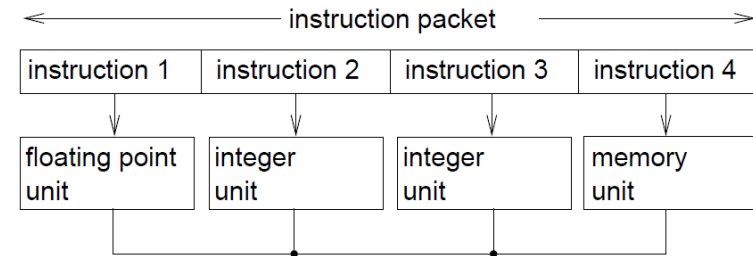 instruction packet
instruction 1 instruction 2 instruction 3 instruction 4
floating point integer integer memory
unit unit unit unit